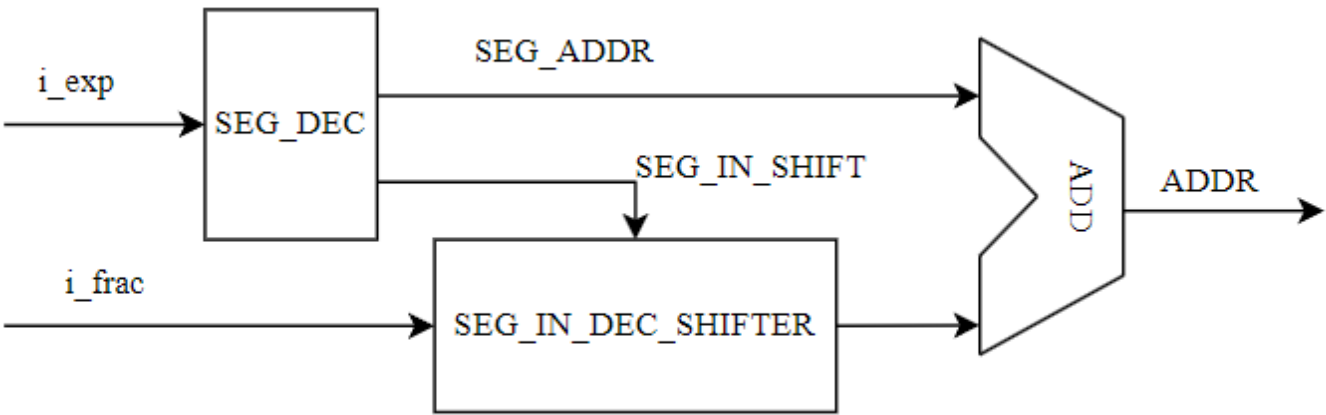 SEG_ADDR
i_exp
SEG_DEC
SEG_IN_SHIFT
ADD
ADDR
i_frac
SEG_IN_DEC_SHIFTER